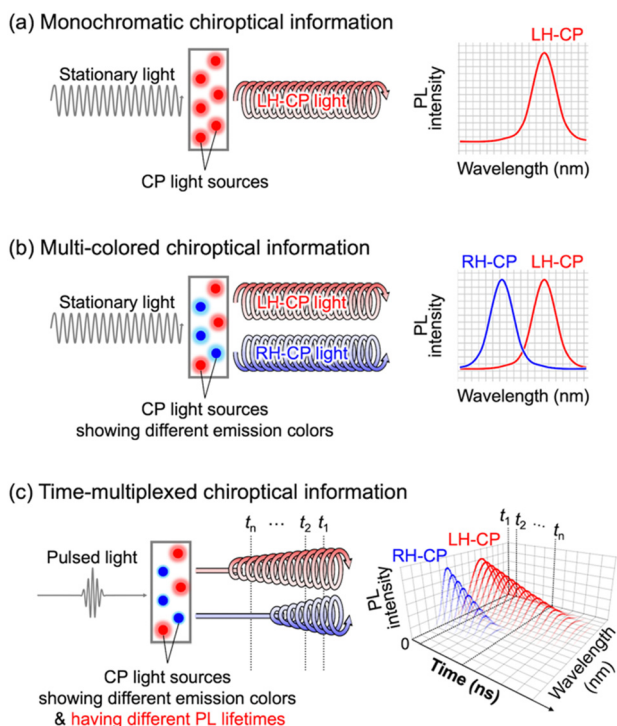 (a) Monochromatic chiroptical information
Stationary light
LH-CP light
CP light sources
LH-CP
PL
intensity
Wavelength (nm)
(b) Multi-colored chiroptical information
Stationary light
LH-CP light
RH-CP light
CP light sources
showing different emission colors
RH-CP LH-CP
PL
intensity
Wavelength (nm)
(c) Time-multiplexed chiroptical information
Pulsed light
tn ... t2 t1
CP light sources
showing different emission colors
& having different PL lifetimes
t1 t2 ... tn
LH-CP
RH-CP
PL
intensity
0
Time (ns)
Wavelength
(nm)